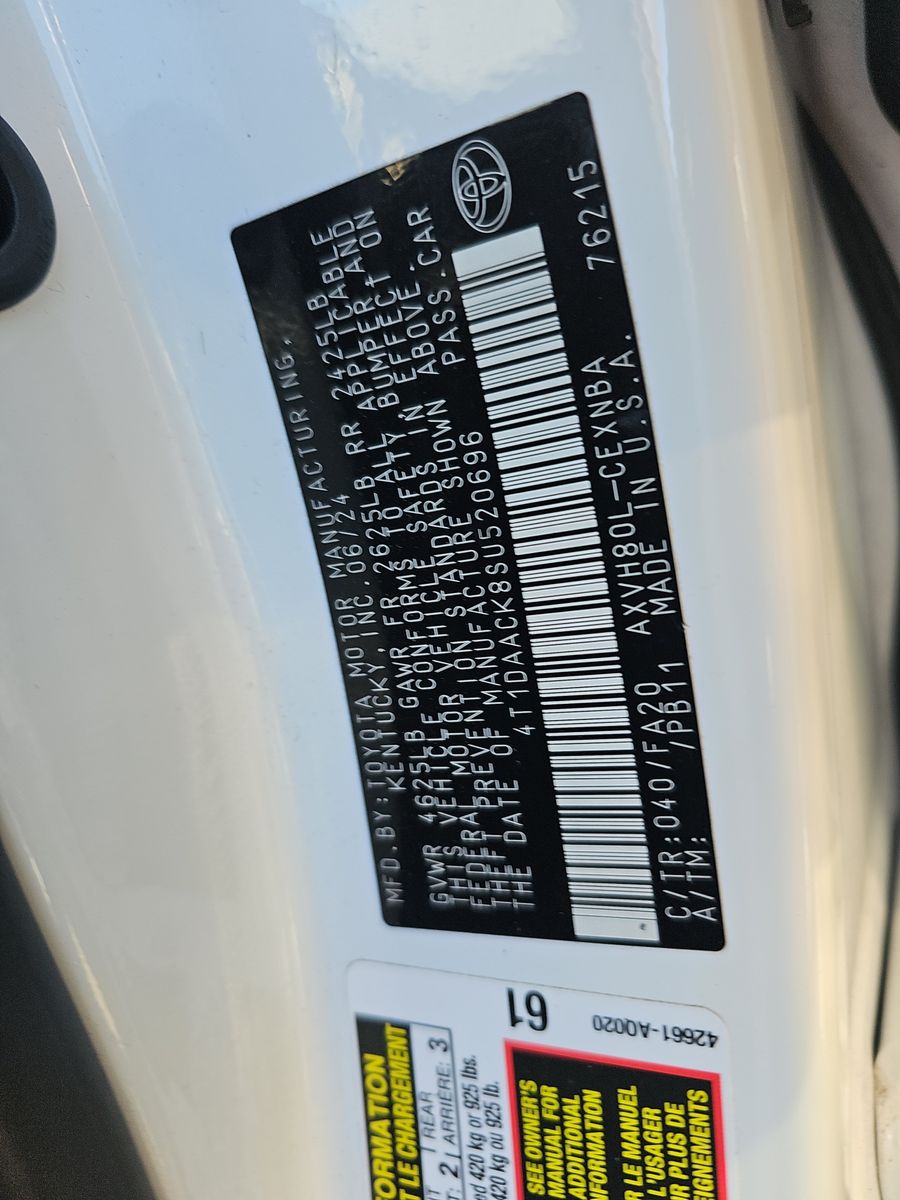 MFD.BY:TOYOTA MOTOR MANUFACTURING,
KENTUCKY,INC. 06/24
GVWR 4625LB GAWR FR 2625LB RR 2425LB
THIS VEHICLE CONFORMS TO ALL APPLICABLE
FEDERAL MOTOR VEHICLE SAFETY, BUMPER, AND
THEFT PREVENTION STANDARDS IN EFFECT ON
THE DATE OF MANUFACTURE SHOWN ABOVE.
4T1DAACK8SU520696 PASS.CAR
C/TR:040/FA20 AXVH80L-CEXNBA
A/TM: /PB11 MADE IN U.S.A. 76215
61
42661-AQ020
ORMATION
T LE CHARGEMENT
T: 2
/ REAR
/ ARRIÈRE: 3
ed 420 kg or 925 lbs.
420 kg ou 925 lb.
SEE OWNER'S
MANUAL FOR
ADDITIONAL
INFORMATION
R LE MANUEL
L'USAGER
R PLUS DE
SIGNEMENTS